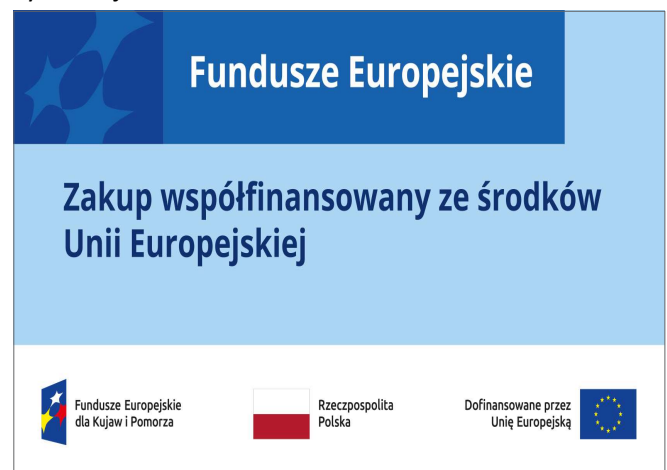 Fundusze Europejskie
Zakup współfinansowany ze środków
Unii Europejskiej
Fundusze Europejskie
dla Kujaw i Pomorza
Rzeczpospolita
Polska
Dofinansowane przez
Unię Europejską